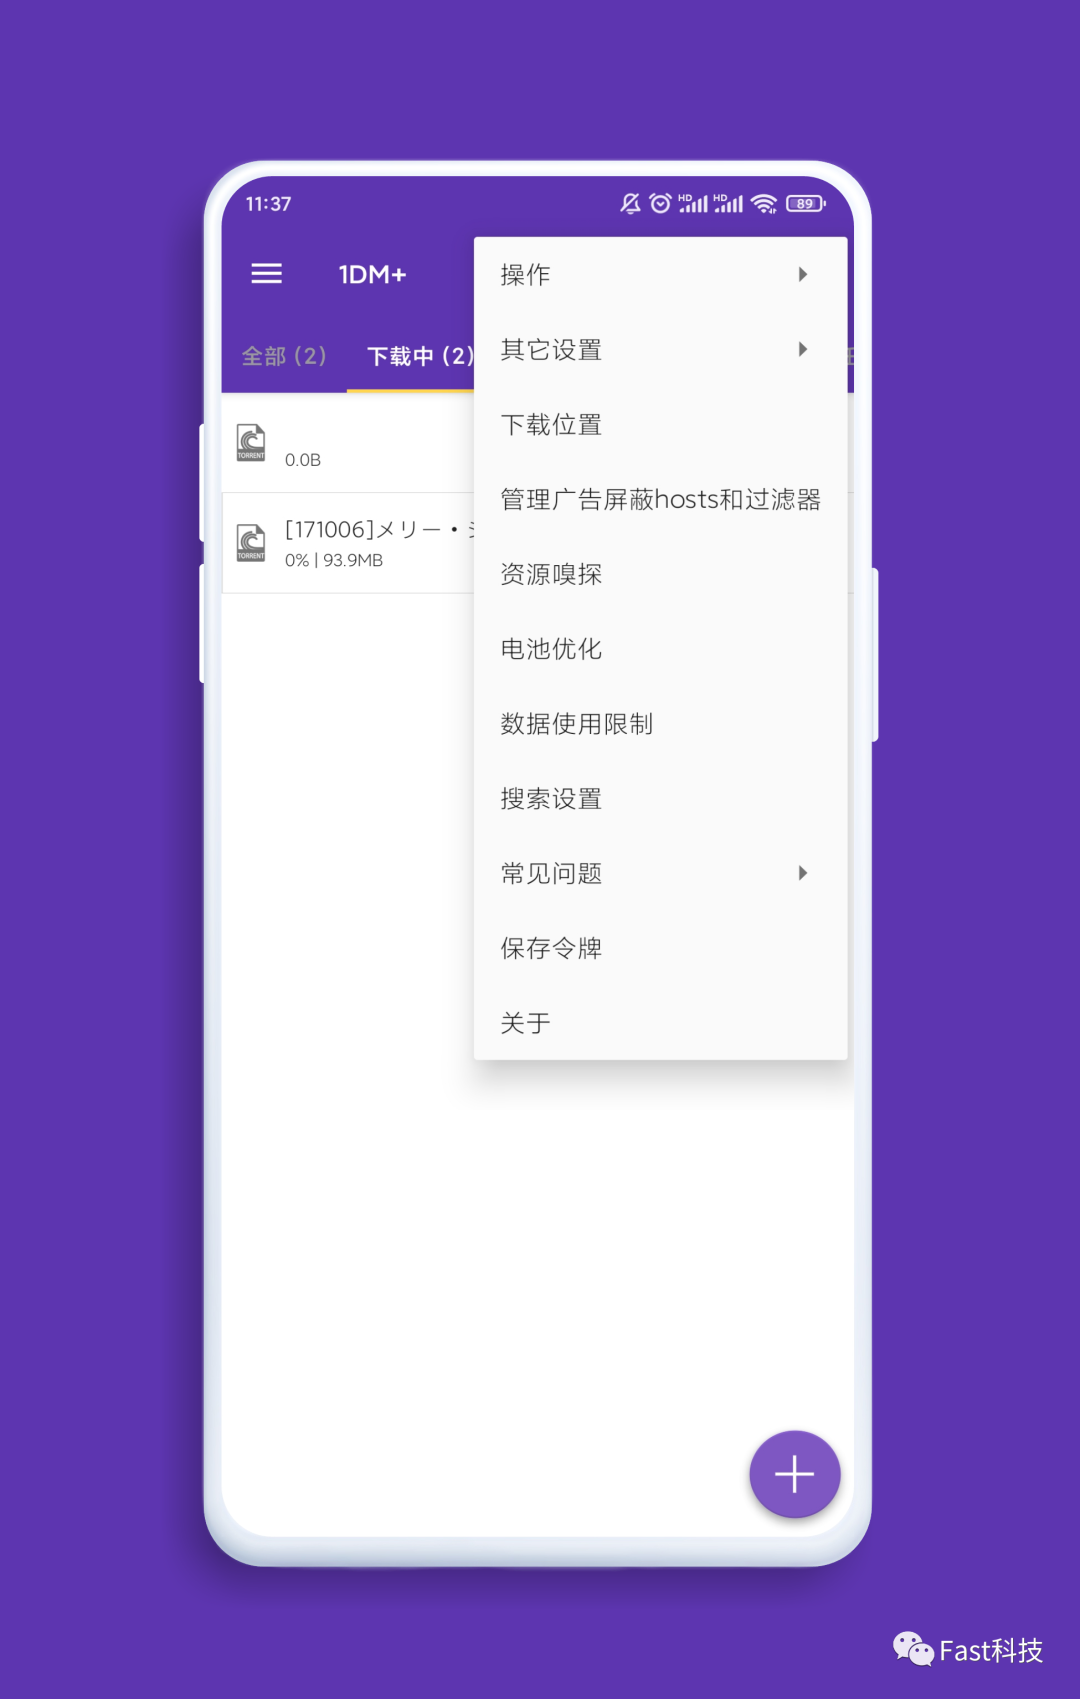 11:37
HD
HD
89
1DM+
全部 (2)
下载中 (2)
TORRENT
0.0B
TORRENT
[171006]メリー・
0% | 93.9MB
操作
其它设置
下载位置
管理广告屏蔽hosts和过滤器
资源嗅探
电池优化
数据使用限制
搜索设置
常见问题
保存令牌
关于
Fast科技